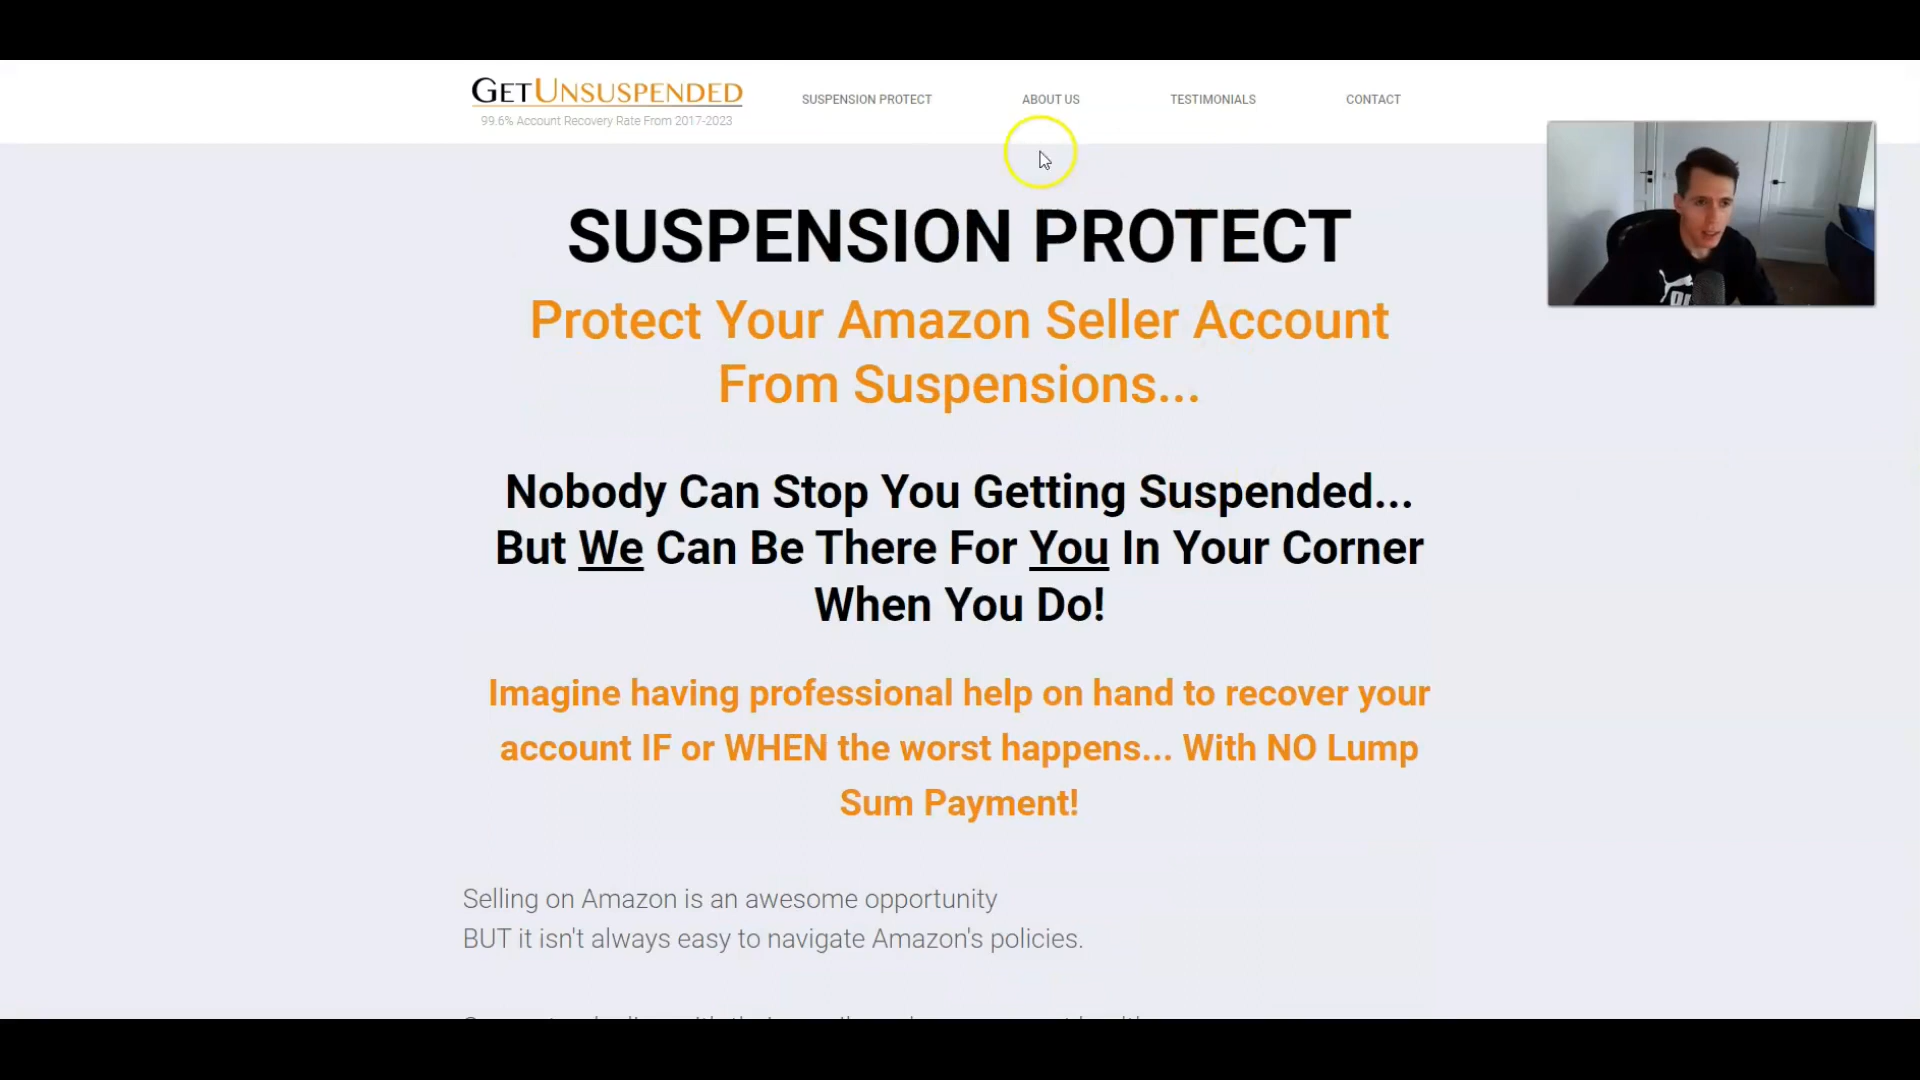 GETUNSUSPENDED
99.6% Account Recovery Rate From 2017-2023
SUSPENSION PROTECT
ABOUT US
TESTIMONIALS
CONTACT
SUSPENSION PROTECT
Protect Your Amazon Seller Account
From Suspensions...
Nobody Can Stop You Getting Suspended...
But We Can Be There For You In Your Corner
When You Do!
Imagine having professional help on hand to recover your
account IF or WHEN the worst happens... With NO Lump
Sum Payment!
Selling on Amazon is an awesome opportunity
BUT it isn't always easy to navigate Amazon's policies.